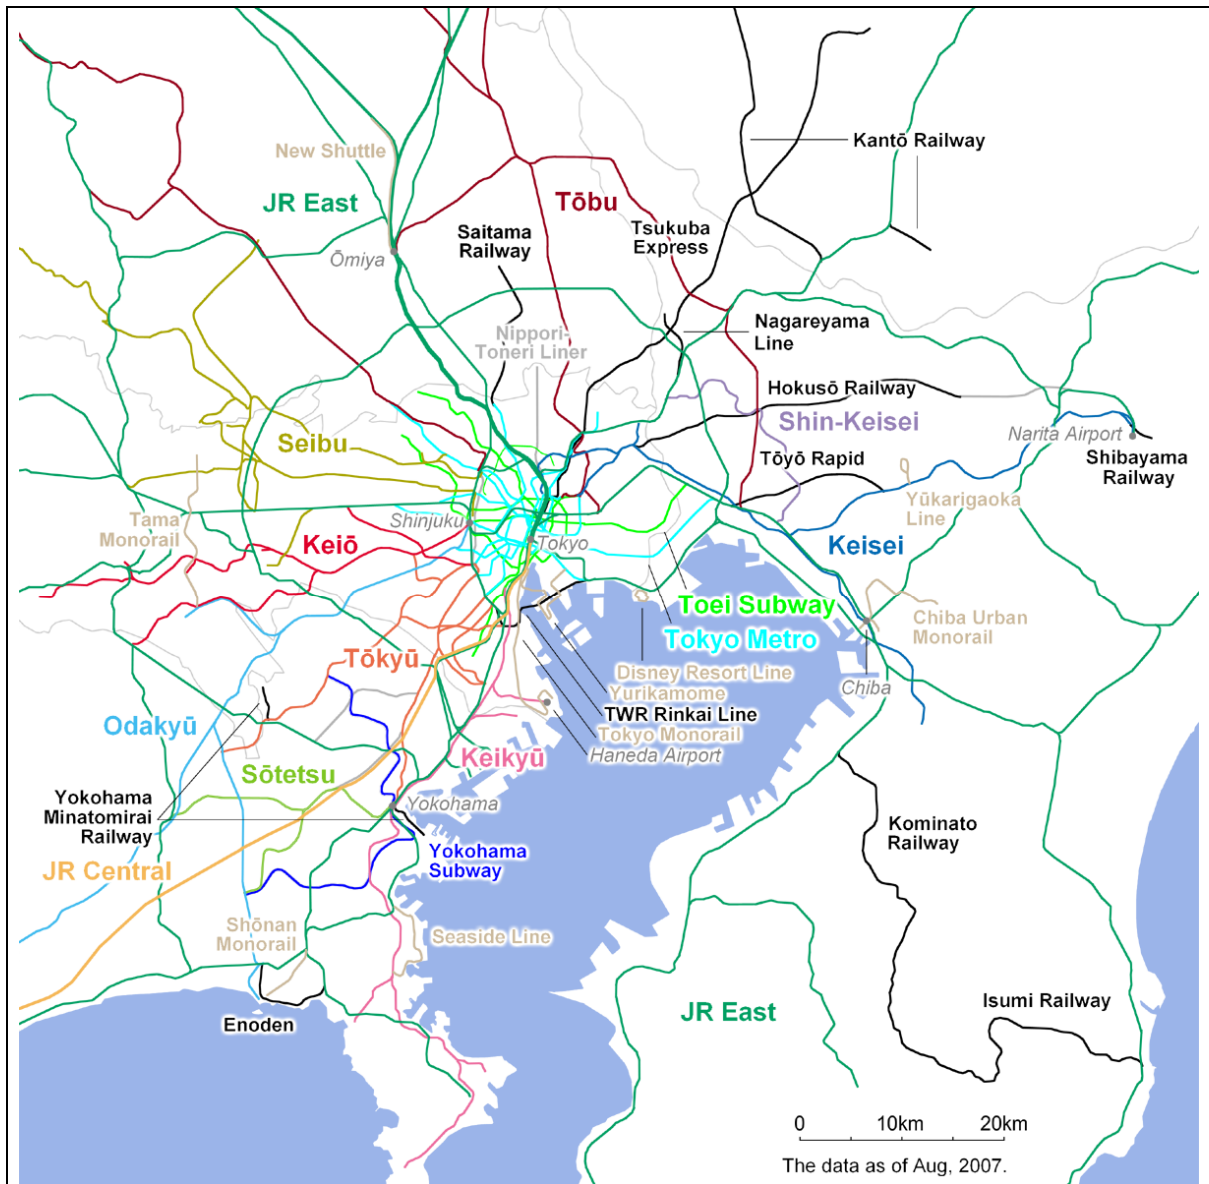 New Shuttle
Kantō Railway
JR East
Tōbu
Saitama
Railway
Tsukuba
Express
Ōmiya
Nippori-
Toneri Liner
Nagareyama
Line
Hokusō Railway
Shin-Keisei
Seibu
Narita Airport
Tōyō Rapid
Shibayama
Railway
Yūkarigaoka
Line
Tama
Monorail
Shinjuku
Keiō
Tokyo
Keisei
Toei Subway
Tokyo Metro
Chiba Urban
Monorail
Tōkyū
Disney Resort Line
Yurikamome
Chiba
TWR Rinkai Line
Tokyo Monorail
Haneda Airport
Odakyū
Keikyū
Sōtetsu
Yokohama
Minatomirai
Railway
Yokohama
Kominato
Railway
JR Central
Yokohama
Subway
Shōnan
Monorail
Seaside Line
Isumi Railway
JR East
Enoden
0 10km 20km
The data as of Aug, 2007.